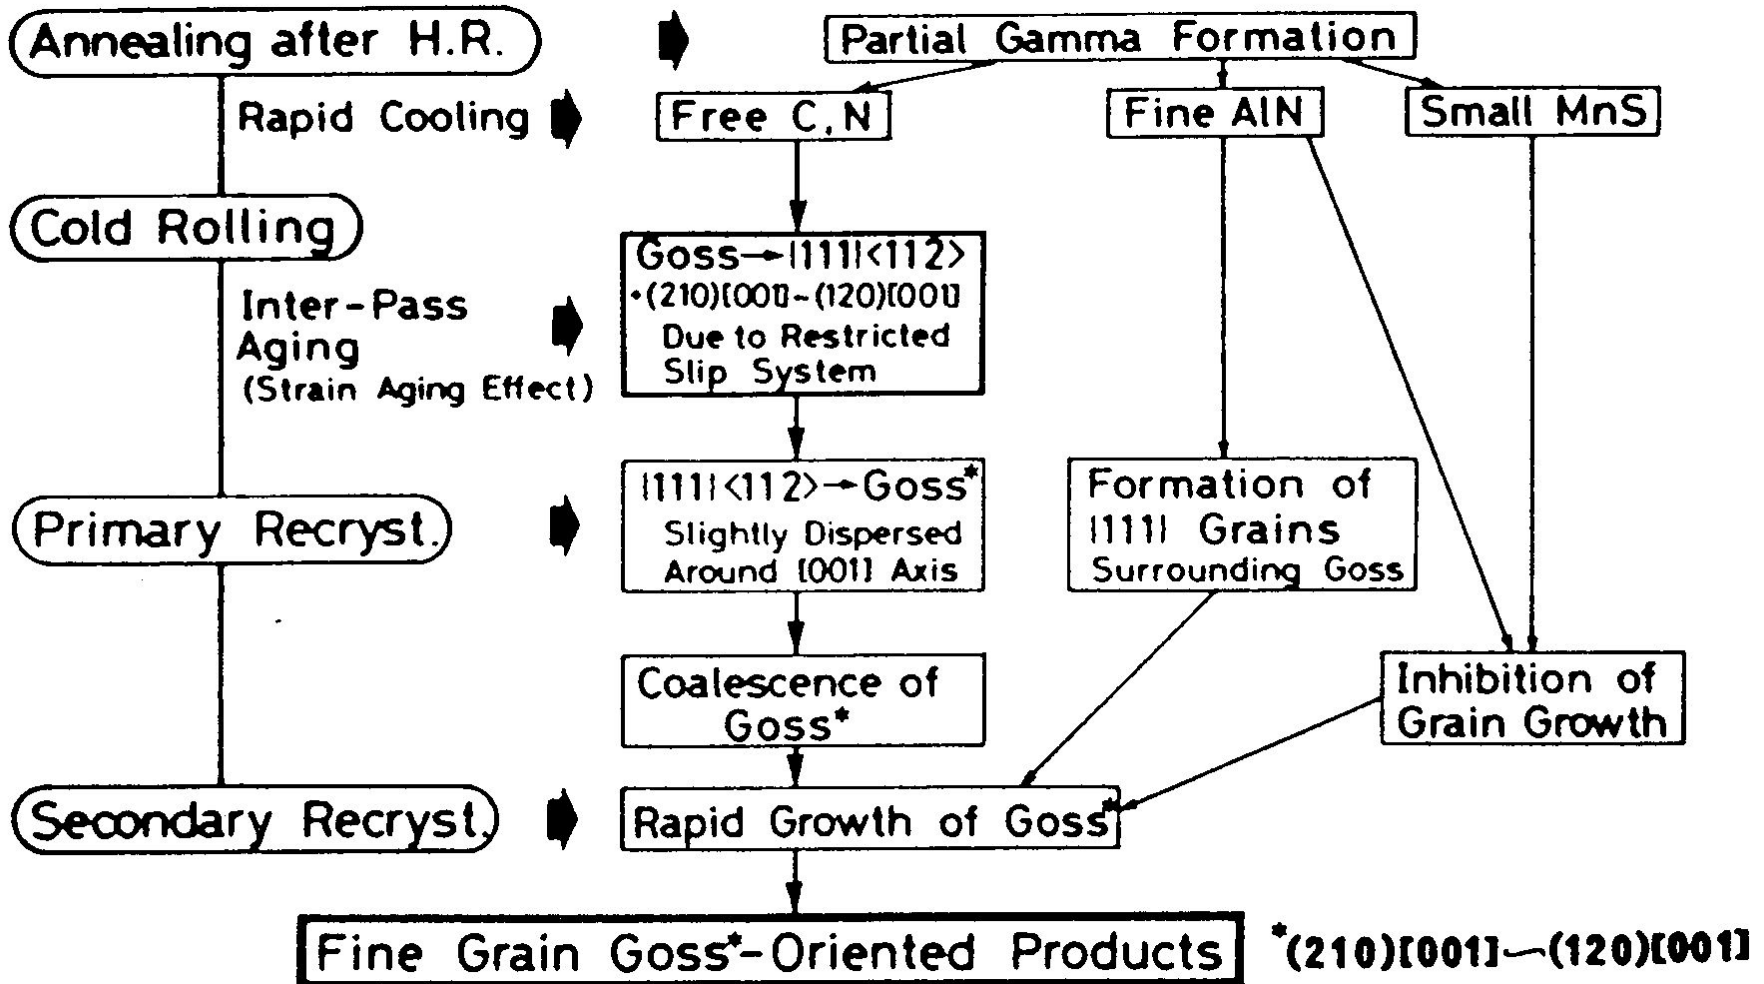 Annealing after H.R.
Partial Gamma Formation
Rapid Cooling
Free C,N
Fine AlN
Small MnS
Cold Rolling
Goss→{111}<112>
*(210)[001]~(120)[001]
Due to Restricted
Slip System
Inter-Pass
Aging
(Strain Aging Effect)
Primary Recryst.
{111}<112>→Goss*
Slightly Dispersed
Around [001] Axis
Formation of
{111} Grains
Surrounding Goss
Coalescence of
Goss*
Inhibition of
Grain Growth
Secondary Recryst.
Rapid Growth of Goss*
Fine Grain Goss*-Oriented Products
*(210)[001]~(120)[001]